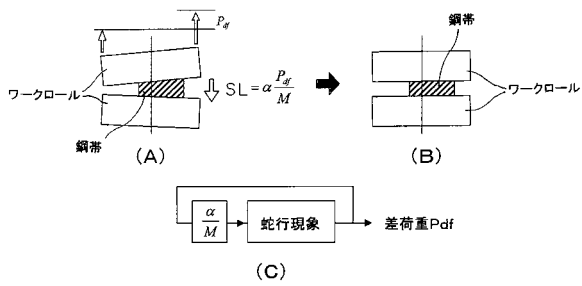 P_df
鋼帯
ワークロール
SL=α P_df/M
ワークロール
鋼帯
(A)
(B)
α/M
蛇行現象
差荷重Pdf
(C)